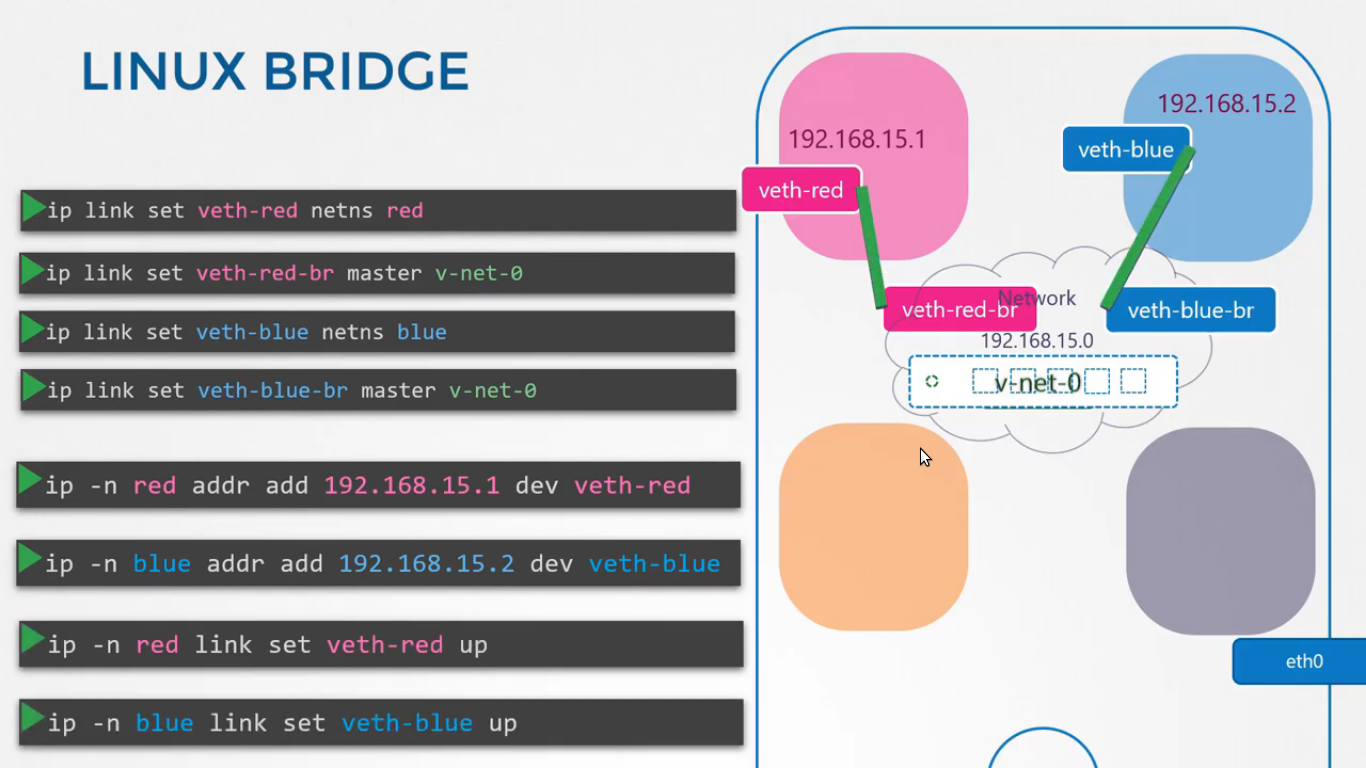 LINUX BRIDGE
ip link set veth-red netns red
ip link set veth-red-br master v-net-0
ip link set veth-blue netns blue
ip link set veth-blue-br master v-net-0
ip -n red addr add 192.168.15.1 dev veth-red
ip -n blue addr add 192.168.15.2 dev veth-blue
ip -n red link set veth-red up
ip -n blue link set veth-blue up
192.168.15.1
veth-red
192.168.15.2
veth-blue
veth-red-br
Network
veth-blue-br
192.168.15.0
v-net-0
eth0